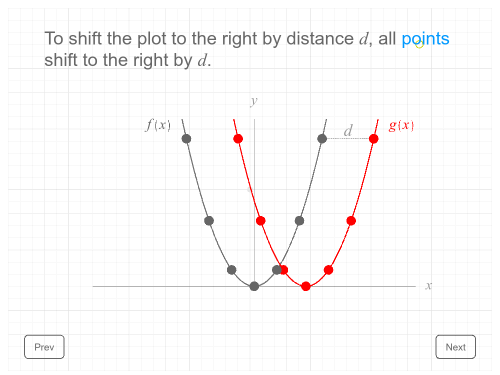 To shift the plot to the right by distance d, all points
shift to the right by d.
y
f(x)
d
g(x)
x
Prev
Next